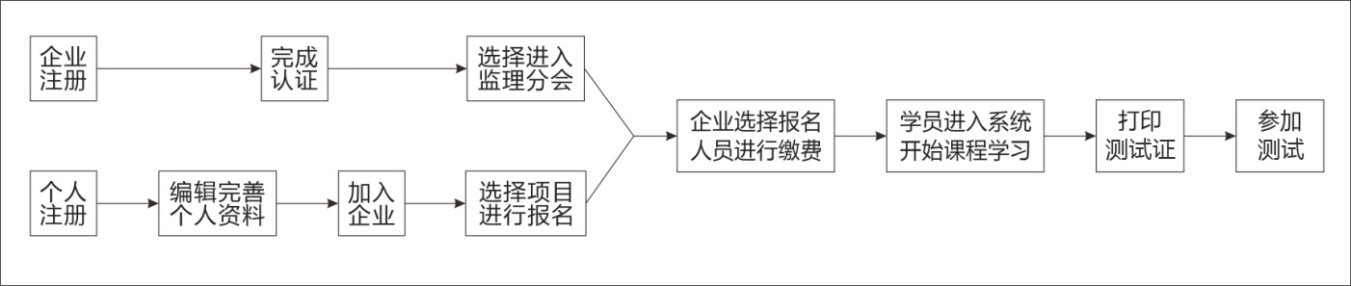 企业
注册
完成
认证
选择进入
监理分会
个人
注册
编辑完善
个人资料
加入
企业
选择项目
进行报名
企业选择报名
人员进行缴费
学员进入系统
开始课程学习
打印
测试证
参加
测试